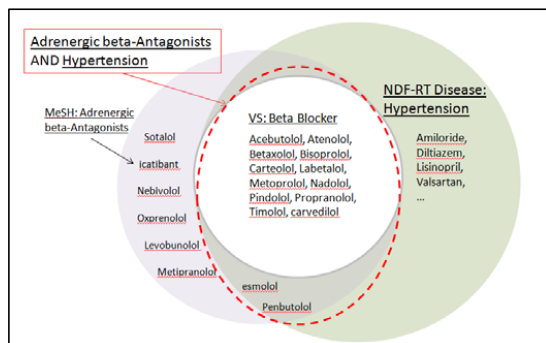 Adrenergic beta-Antagonists
AND Hypertension
MeSH: Adrenergic
beta-Antagonists
Sotalol
icatibant
Nebivolol
Oxprenolol
Levobunolol
Metipranolol
VS: Beta Blocker
Acebutolol, Atenolol,
Betaxolol, Bisoprolol,
Carteolol, Labetalol,
Metoprolol, Nadolol,
Pindolol, Propranolol,
Timolol, carvedilol
esmolol
Penbutolol
NDF-RT Disease:
Hypertension
Amiloride,
Diltiazem,
Lisinopril,
Valsartan,
...